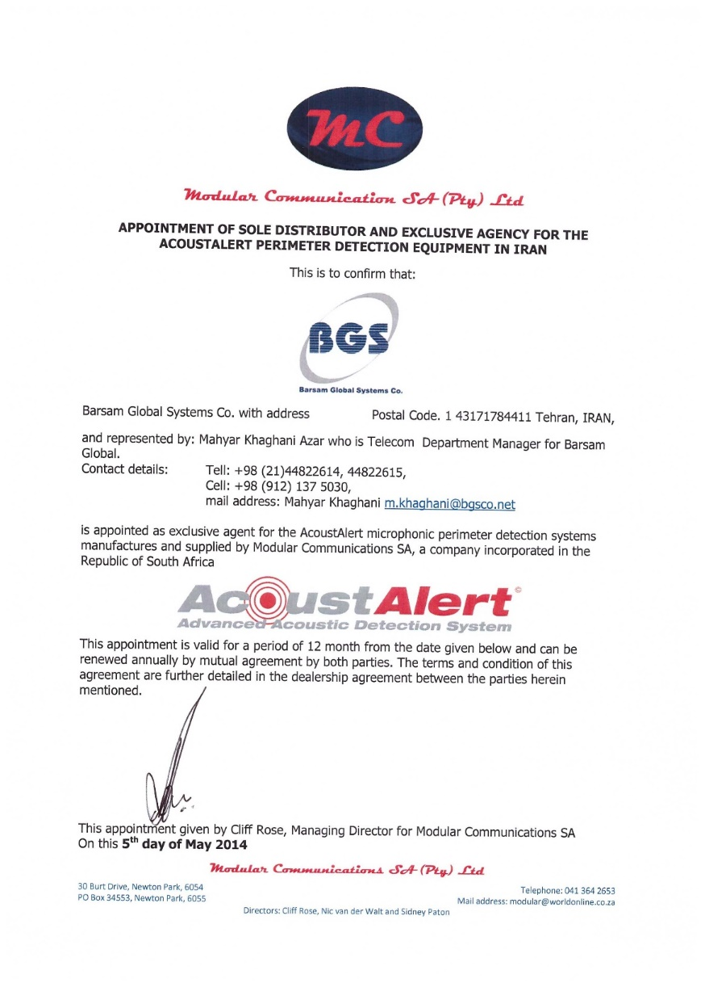 MC
Modular Communication SA (Pty) Ltd
APPOINTMENT OF SOLE DISTRIBUTOR AND EXCLUSIVE AGENCY FOR THE
ACOUSTALERT PERIMETER DETECTION EQUIPMENT IN IRAN
This is to confirm that:
BGS
Barsam Global Systems Co.
Barsam Global Systems Co. with address Postal Code. 1 43171784411 Tehran, IRAN,
and represented by: Mahyar Khaghani Azar who is Telecom Department Manager for Barsam
Global.
Contact details: Tell: +98 (21)44822614, 44822615,
Cell: +98 (912) 137 5030,
mail address: Mahyar Khaghani m.khaghani@bgsco.net
is appointed as exclusive agent for the AcoustAlert microphonic perimeter detection systems
manufactures and supplied by Modular Communications SA, a company incorporated in the
Republic of South Africa
AcoustAlert©
Advanced Acoustic Detection System
This appointment is valid for a period of 12 month from the date given below and can be
renewed annually by mutual agreement by both parties. The terms and condition of this
agreement are further detailed in the dealership agreement between the parties herein
mentioned.
This appointment given by Cliff Rose, Managing Director for Modular Communications SA
On this 5th day of May 2014
Modular Communications SA (Pty) Ltd
30 Burt Drive, Newton Park, 6054 Telephone: 041 364 2653
PO Box 34553, Newton Park, 6055 Mail address: modular@worldonline.co.za
Directors: Cliff Rose, Nic van der Walt and Sidney Paton